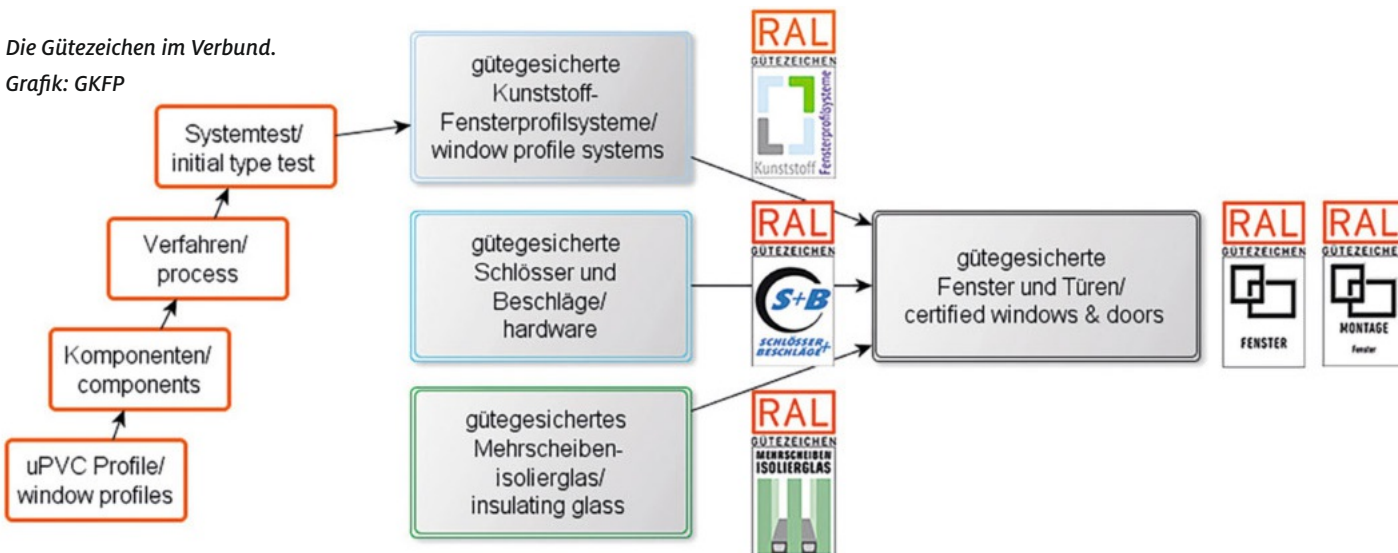 Die Gütezeichen im Verbund.
Grafik: GKFP
uPVC Profile/
window profiles
Komponenten/
components
Verfahren/
process
Systemtest/
initial type test
gütegesicherte
Kunststoff-
Fensterprofilsysteme/
window profile systems
RAL
GÜTEZEICHEN
Kunststoff
Fensterprofilsysteme
gütegesicherte
Schlösser und
Beschläge/
hardware
RAL
GÜTEZEICHEN
S+B
SCHLÖSSER
BESCHLÄGE+
gütegesichertes
Mehrscheiben-
isolierglas/
insulating glass
RAL
GÜTEZEICHEN
MEHRSCHEIBEN
ISOLIERGLAS
gütegesicherte
Fenster und Türen/
certified windows & doors
RAL
GÜTEZEICHEN
FENSTER
RAL
GÜTEZEICHEN
MONTAGE
Fenster